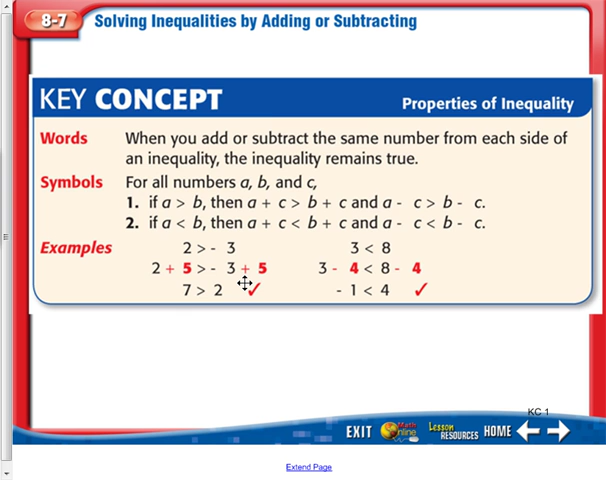 8-7 Solving Inequalities by Adding or Subtracting
KEY CONCEPT Properties of Inequality
Words When you add or subtract the same number from each side of
an inequality, the inequality remains true.
Symbols For all numbers a, b, and c,
1. if a > b, then a + c > b + c and a - c > b - c.
2. if a < b, then a + c < b + c and a - c < b - c.
Examples 2 > - 3 3 < 8
2 + 5 > - 3 + 5 3 - 4 < 8 - 4
7 > 2 ✓ - 1 < 4 ✓
KC 1
EXIT Math Online Lesson RESOURCES HOME
Extend Page